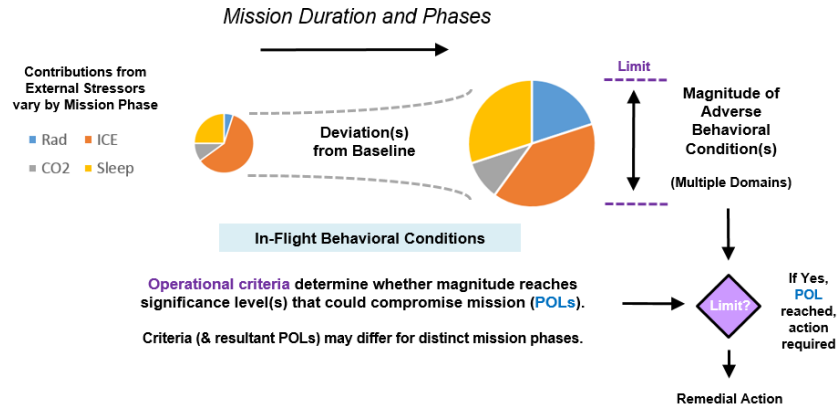 Mission Duration and Phases
Contributions from
External Stressors
vary by Mission Phase
Rad ICE
CO2 Sleep
Deviation(s)
from Baseline
Limit
Magnitude of
Adverse
Behavioral
Condition(s)
(Multiple Domains)
In-Flight Behavioral Conditions
Operational criteria determine whether magnitude reaches
significance level(s) that could compromise mission (POLs).
Criteria (& resultant POLs) may differ for distinct mission phases.
Limit?
If Yes,
POL
reached,
action
required
Remedial Action